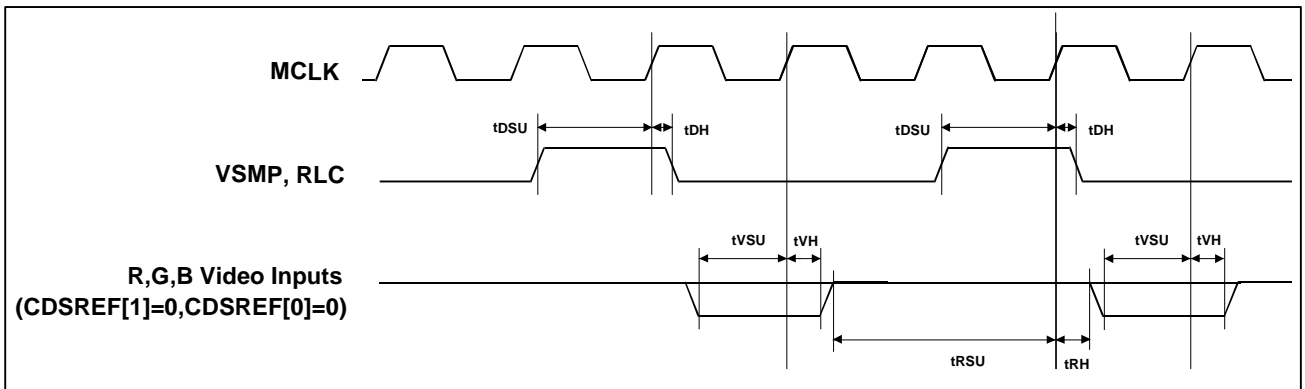 MCLK
tDSU tDH tDSU tDH
VSMP, RLC
tVSU tVH tVSU tVH
R,G,B Video Inputs
(CDSREF[1]=0,CDSREF[0]=0)
tRSU tRH